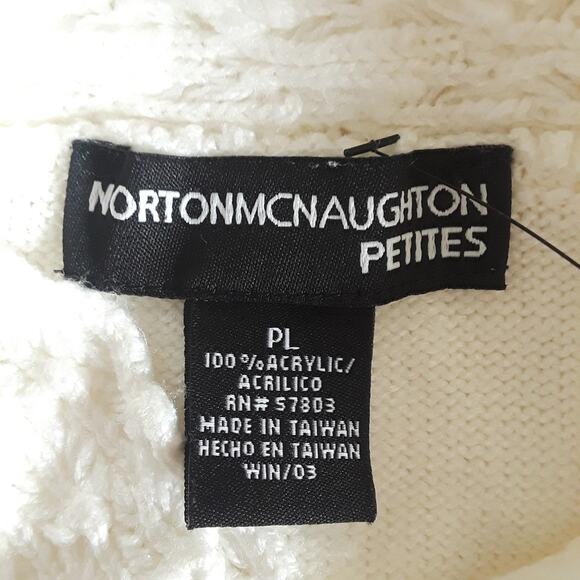 NORTONMCNAUGHTON
PETITES
PL
100%ACRYLIC/
ACRILICO
RN# 57803
MADE IN TAIWAN
HECHO EN TAIWAN
WIN/03